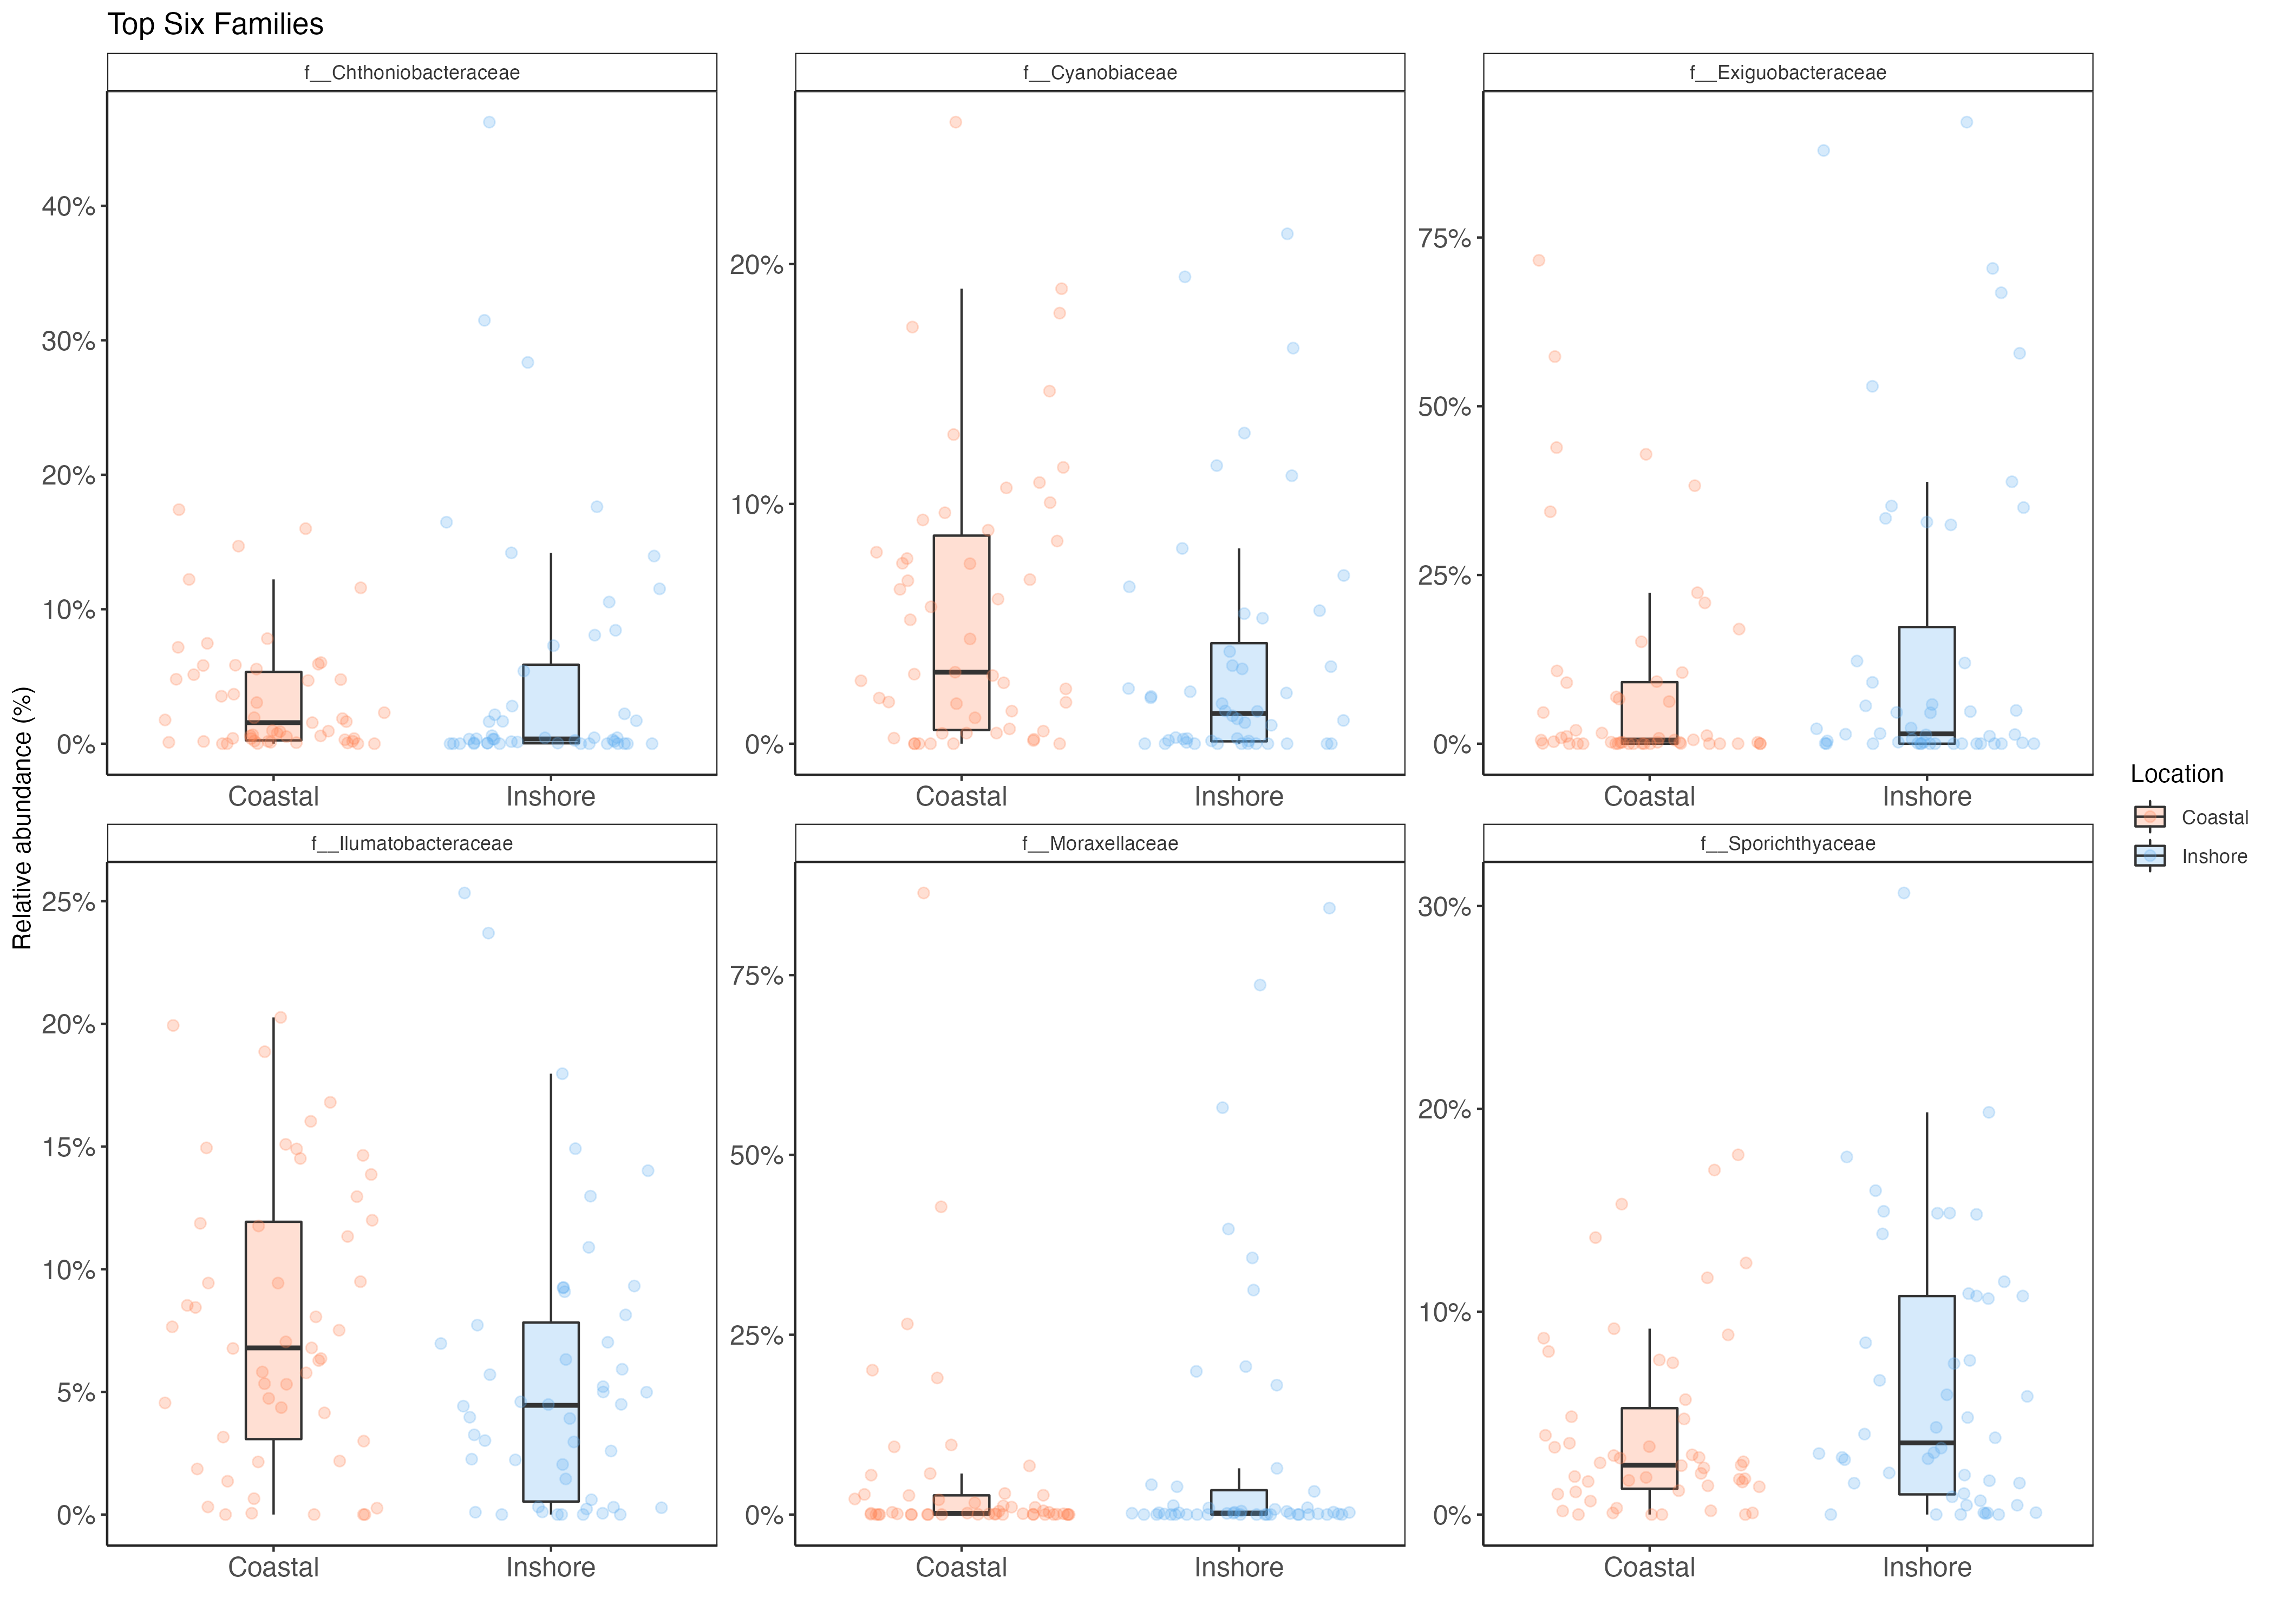 Top Six Families
f__Chthoniobacteraceae
f__Cyanobiaceae
f__Exiguobacteraceae
40%
30%
20%
10%
0%
20%
10%
0%
75%
50%
25%
0%
Coastal
Inshore
Coastal
Inshore
Coastal
Inshore
Relative abundance (%)
f__Ilumatobacteraceae
f__Moraxellaceae
f__Sporichthyaceae
25%
20%
15%
10%
5%
0%
75%
50%
25%
0%
30%
20%
10%
0%
Coastal
Inshore
Coastal
Inshore
Coastal
Inshore
Location
Coastal
Inshore